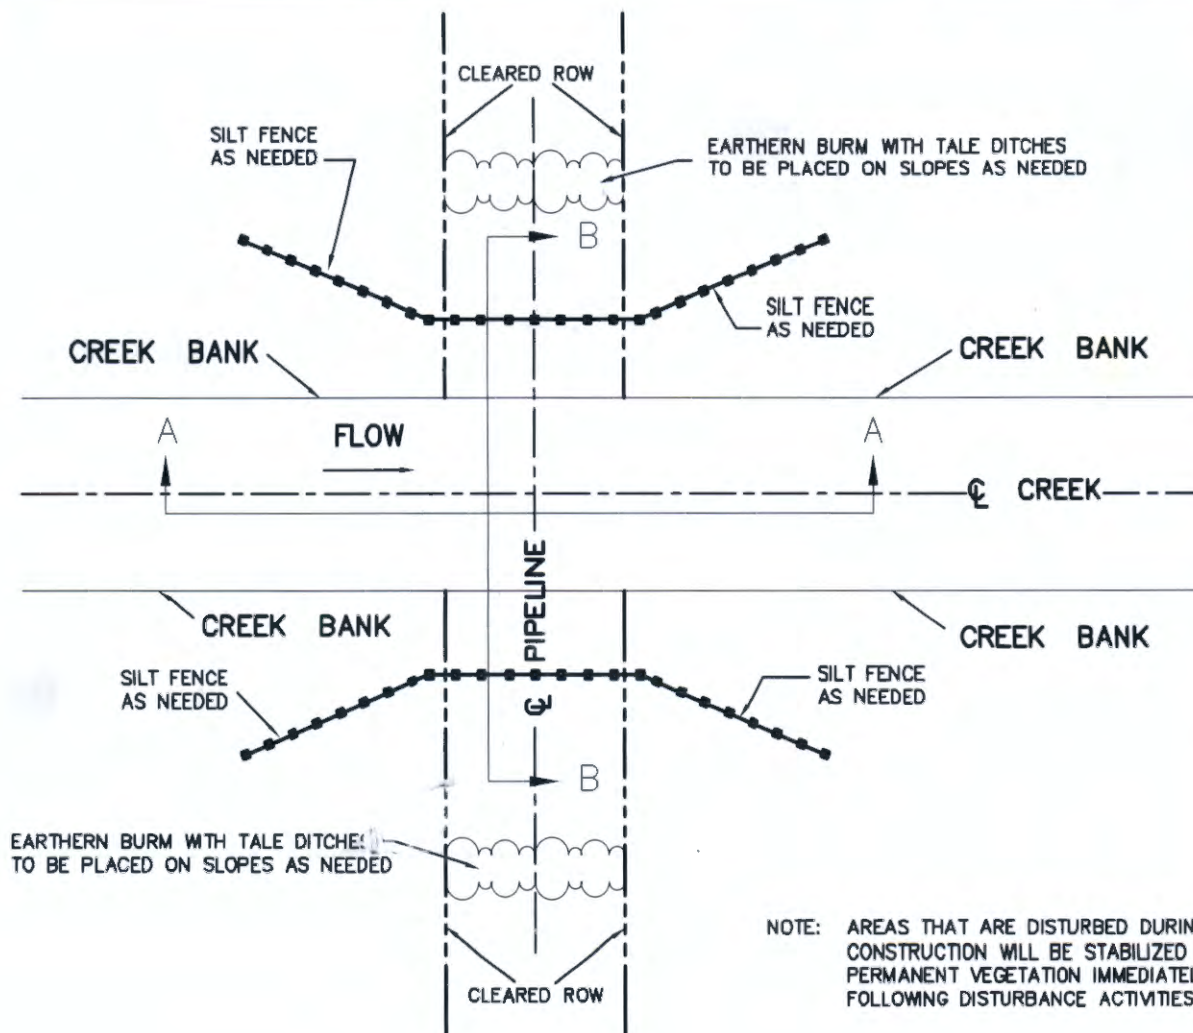 CLEARED ROW
SILT FENCE
AS NEEDED
EARTHERN BURM WITH TALE DITCHES
TO BE PLACED ON SLOPES AS NEEDED
B
SILT FENCE
AS NEEDED
CREEK BANK
CREEK BANK
A
FLOW
A
℄ CREEK
℄ PIPELINE
CREEK BANK
CREEK BANK
SILT FENCE
AS NEEDED
SILT FENCE
AS NEEDED
B
EARTHERN BURM WITH TALE DITCHES
TO BE PLACED ON SLOPES AS NEEDED
NOTE: AREAS THAT ARE DISTURBED DURIN
CONSTRUCTION WILL BE STABILIZED
PERMANENT VEGETATION IMMEDIATEL
FOLLOWING DISTURBANCE ACTIVITIES
CLEARED ROW